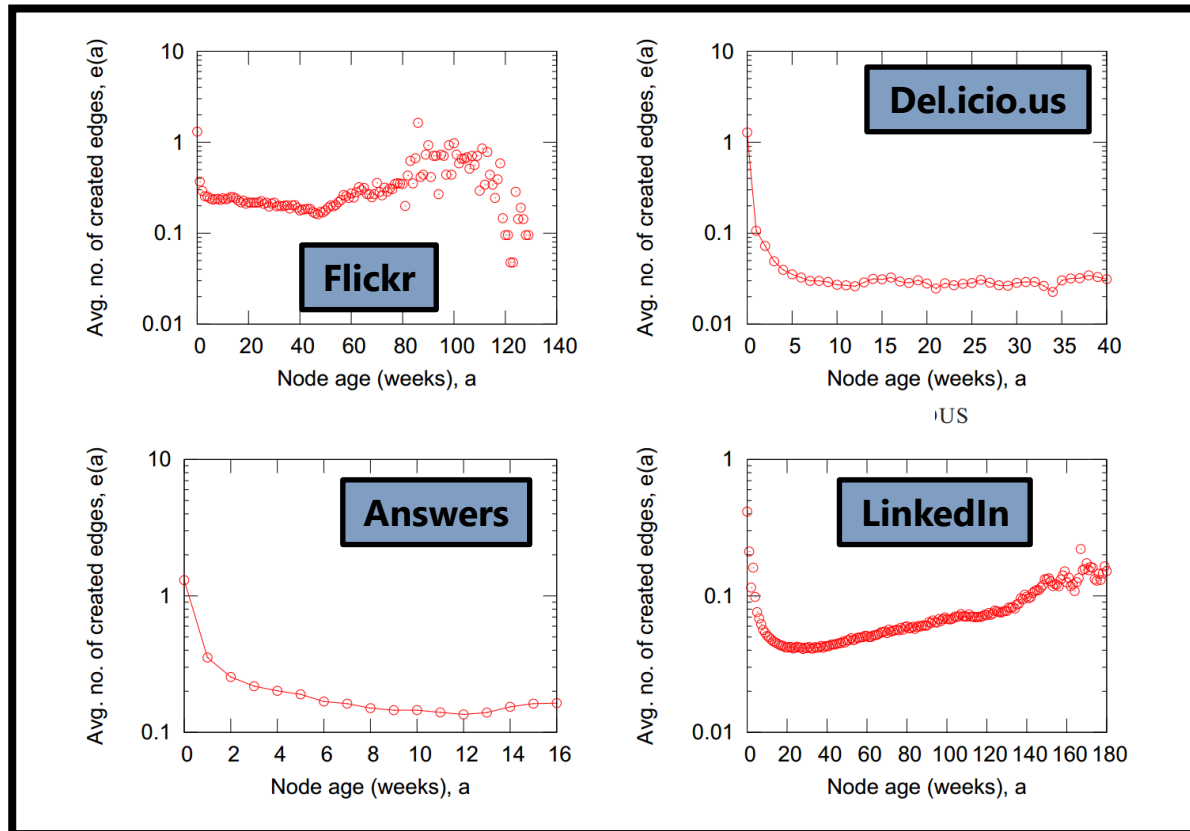 10
1
0.1
0.01
Avg. no. of created edges, e(a)
Flickr
0 20 40 60 80 100 120 140
Node age (weeks), a
10
1
0.1
0.01
Avg. no. of created edges, e(a)
Del.icio.us
0 5 10 15 20 25 30 35 40
Node age (weeks), a
OUS
10
1
0.1
Avg. no. of created edges, e(a)
Answers
0 2 4 6 8 10 12 14 16
Node age (weeks), a
1
0.1
0.01
Avg. no. of created edges, e(a)
LinkedIn
0 20 40 60 80 100 120 140 160 180
Node age (weeks), a